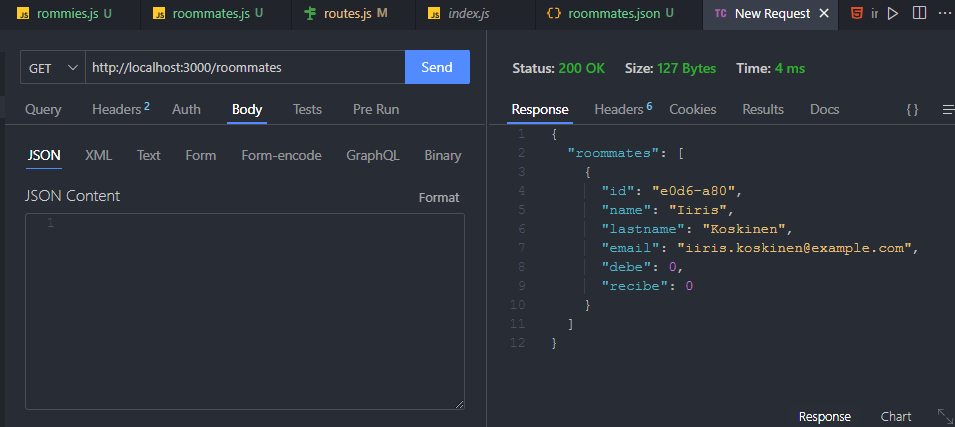 JS rommies.js U JS roommates.js U routes.js M JS index.js {} roommates.json U TC New Request × ir ...
GET http://localhost:3000/roommates Send
Status: 200 OK Size: 127 Bytes Time: 4 ms
Query Headers 2 Auth Body Tests Pre Run
Response Headers 6 Cookies Results Docs {}
JSON XML Text Form Form-encode GraphQL Binary
JSON Content Format
1
1 {
2 "roommates": [
3 {
4 "id": "e0d6-a80",
5 "name": "Iiris",
6 "lastname": "Koskinen",
7 "email": "iiris.koskinen@example.com",
8 "debe": 0,
9 "recibe": 0
10 }
11 ]
12 }
Response Chart